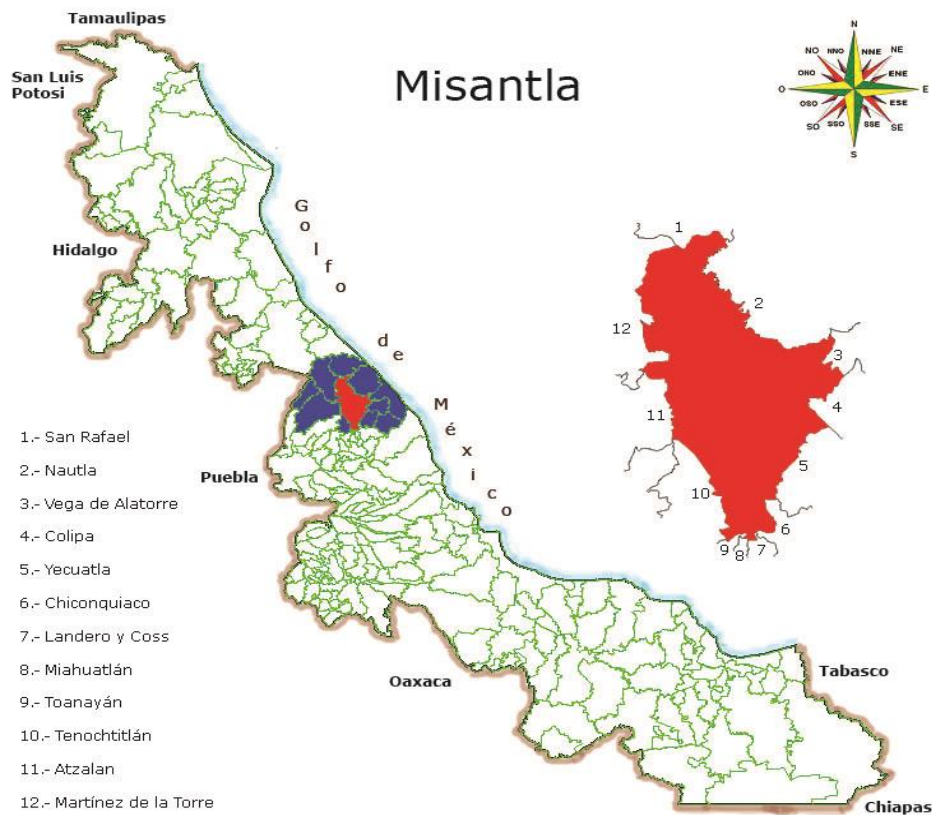 Tamaulipas
San Luis
Potosi
Misantla
N
NNO
NNE
NO
NE
ONO
ENE
O
E
OSO
ESE
SO
SSO
SSE
SE
S
Golfo de México
Hidalgo
Puebla
Oaxaca
Tabasco
Chiapas
1
2
3
4
5
6
7
8
9
10
11
12
1.- San Rafael
2.- Nautla
3.- Vega de Alatorre
4.- Colipa
5.- Yecuatla
6.- Chiconquiaco
7.- Landero y Coss
8.- Miahuatlán
9.- Toanayán
10.- Tenochtitlán
11.- Atzalan
12.- Martínez de la Torre